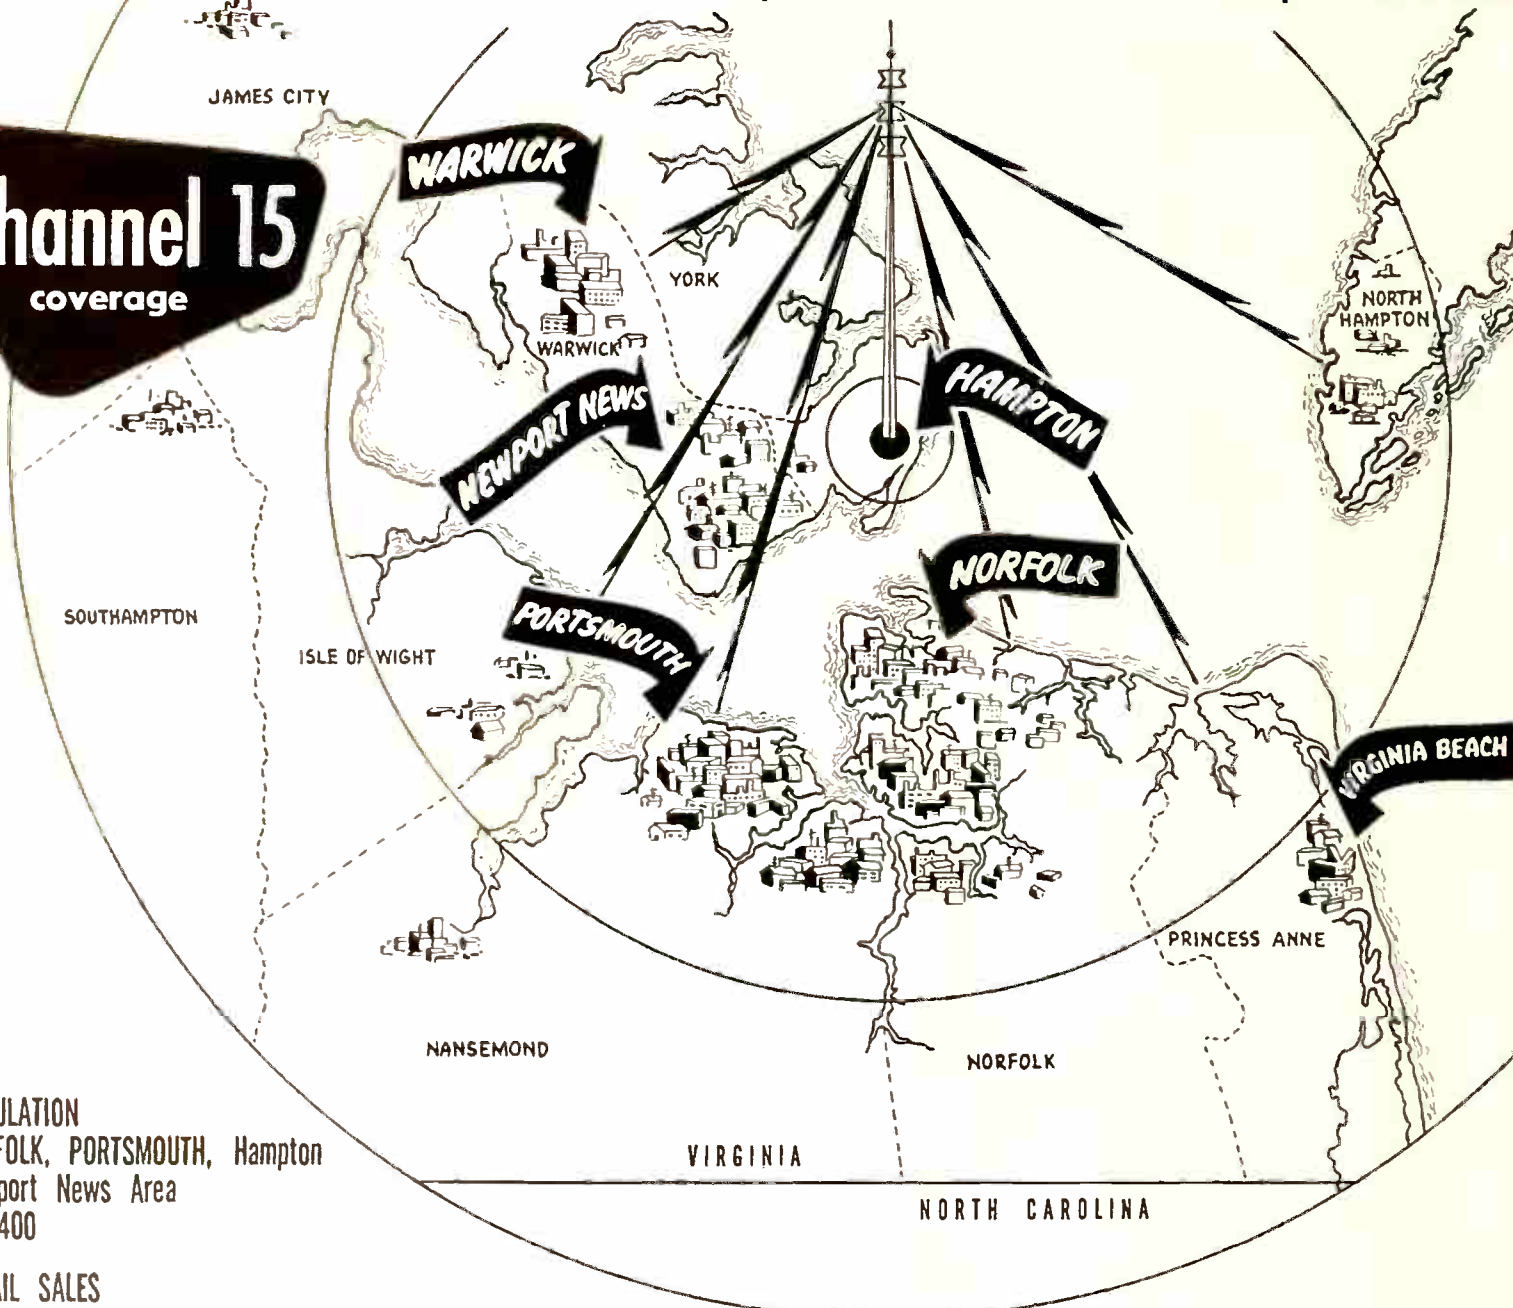 JAMES CITY
WARWICK
hannel 15
coverage
YORK
NORTH
HAMPTON
WARWICK
HAMPTON
NEWPORT NEWS
NORFOLK
PORTSMOUTH
SOUTHAMPTON
ISLE OF WIGHT
VIRGINIA BEACH
PRINCESS ANNE
NANSEMOND
NORFOLK
ULATION
FOLK, PORTSMOUTH, Hampton
port News Area
400
VIRGINIA
NORTH CAROLINA
IL SALES